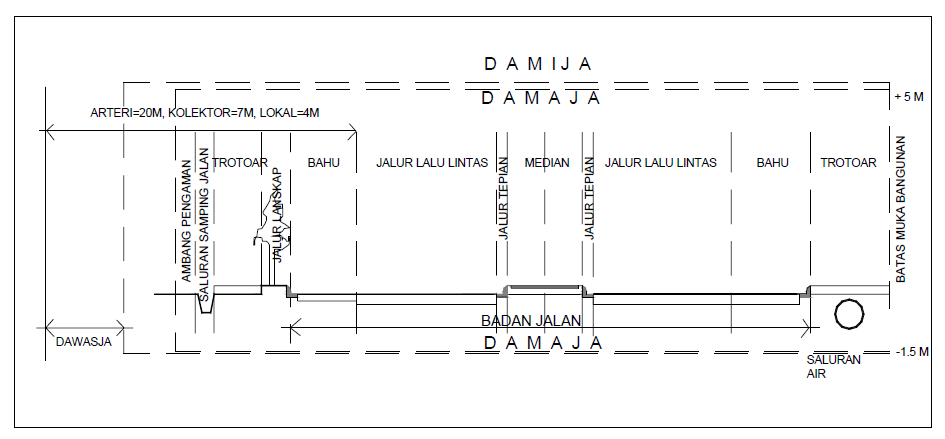 D A M I J A
D A M A J A
+ 5 M
ARTERI=20M, KOLEKTOR=7M, LOKAL=4M
AMBANG PENGAMAN
SALURAN SAMPING JALAN
TROTOAR
JALUR LANSKAP
BAHU
JALUR LALU LINTAS
JALUR TEPIAN
MEDIAN
JALUR TEPIAN
JALUR LALU LINTAS
BAHU
TROTOAR
BATAS MUKA BANGUNAN
BADAN JALAN
DAWASJA
D A M A J A
-1.5 M
SALURAN
AIR